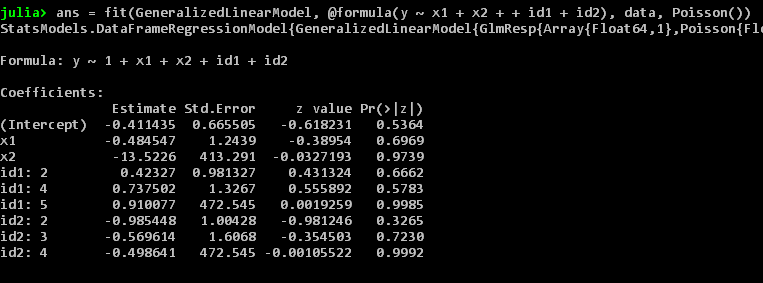 julia> ans = fit(GeneralizedLinearModel, @formula(y ~ x1 + x2 + + id1 + id2), data, Poisson())
StatsModels.DataFrameRegressionModel{GeneralizedLinearModel{GlmResp{Array{Float64,1},Poisson{Flo
Formula: y ~ 1 + x1 + x2 + id1 + id2
Coefficients:
Estimate Std.Error z value Pr(>|z|)
(Intercept) -0.411435 0.665505 -0.618231 0.5364
x1 -0.484547 1.2439 -0.38954 0.6969
x2 -13.5226 413.291 -0.0327193 0.9739
id1: 2 0.42327 0.981327 0.431324 0.6662
id1: 4 0.737502 1.3267 0.555892 0.5783
id1: 5 0.910077 472.545 0.0019259 0.9985
id2: 2 -0.985448 1.00428 -0.981246 0.3265
id2: 3 -0.569614 1.6068 -0.354503 0.7230
id2: 4 -0.498641 472.545 -0.00105522 0.9992